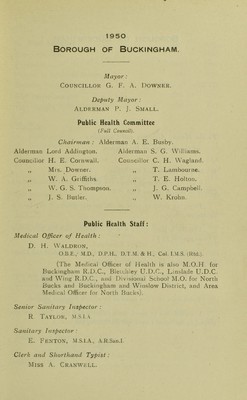 1950
BOROUGH OF BUCKINGHAM.
Mayor:
COUNCILLOR G. F. A. DOWNER.
Deputy Mayor:
ALDERMAN P. J. SMALL.
Public Health Committee
(Full Council).
Chairman: Alderman A. E. Busby.
Alderman Lord Addington. Alderman S. G. Williams.
Councillor H. E. Cornwall. Councillor C. H. Wagland.
„ Mrs. Downer. „ T. Lambourne.
„ W. A. Griffiths. „ T. E. Holton.
„ W. G. S. Thompson. „ J. G. Campbell.
„ J. S. Butler. „ W. Krohn.
Public Health Staff:
Medical Officer of Health:
D. H. WALDRON,
O.B.E., M.D., D.P.H., D.T.M. & H., Col. I.M.S. (Rtd.).
(The Medical Officer of Health is also M.O.H for
Buckingham R.D.C., Bletchley U.D.C., Linslade U.D.C.
and Wing R.D.C., and Divisional School M.O. for North
Bucks and Buckingham and Winslow District, and Area
Medical Officer for North Bucks).
Senior Sanitary Inspector:
R. TAYLOR, M.S.I.A.
Sanitary Inspector:
E. FENTON, M.S.I.A., A.R.San.I.
Clerk and Shorthand Typist:
MISS A. CRANWELL.